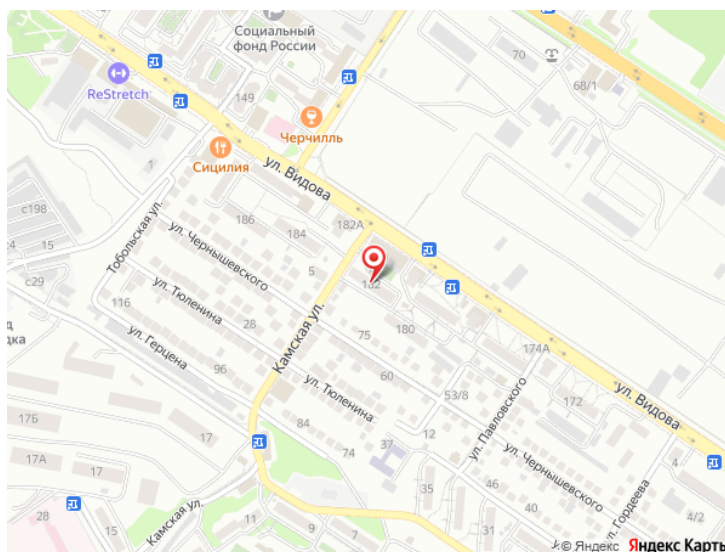 Социальный
фонд России
70
68/1
ReStretch
149
Черчилль
1
Сицилия
ул. Видова
с198
15
с4
с29
Тобольская ул.
186
184
182А
ул. Чернышевского
5
182
116
ул. Тюленина
28
Камская ул.
75
180
174А
ул. Герцена
96
60
ул. Видова
ул. Тюленина
53/8
ул. Павловского
172
17Б
17
84
74
37
12
ул. Чернышевского
17А
17
4
35
46
Камская ул.
31
40
ул. Гордеева
4/2
28
15
11
9
7
© Яндекс Яндекс Карты